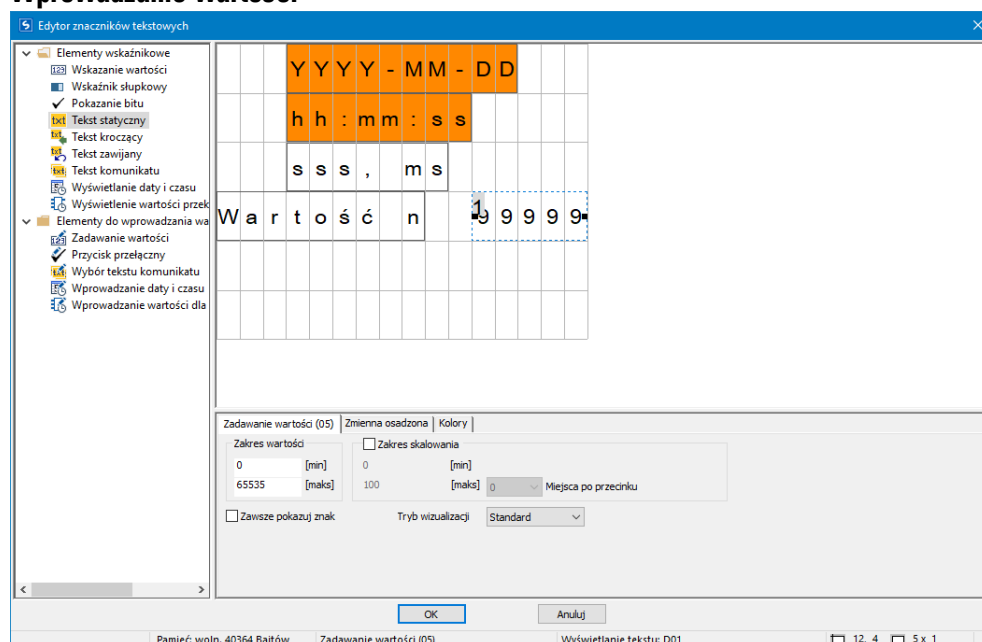 Wprowadzanie wartości
Edytor znaczników tekstowych
Elementy wskaźnikowe
Wskazanie wartości
Wskaźnik słupkowy
Pokazanie bitu
Tekst statyczny
Tekst kroczący
Tekst zawijany
Tekst komunikatu
Wyświetlanie daty i czasu
Wyświetlenie wartości przek
Elementy do wprowadzania wa
Zadawanie wartości
Przycisk przełączny
Wybór tekstu komunikatu
Wprowadzanie daty i czasu
Wprowadzanie wartości dla
YYYY-MM-DD
hh:mm:ss
sss, ms
Wartość n 99999
1
Zadawanie wartości (05) Zmienna osadzona Kolory
Zakres wartości Zakres skalowania
0 [min] 0 [min]
65535 [maks] 100 [maks] 0 Miejsca po przecinku
Zawsze pokazuj znak Tryb wizualizacji Standard
OK Anuluj
Pamięć: woln. 40364 Bajtów Zadawanie wartości (05) Wyświetlanie tekstu: D01 12, 4 5 x 1